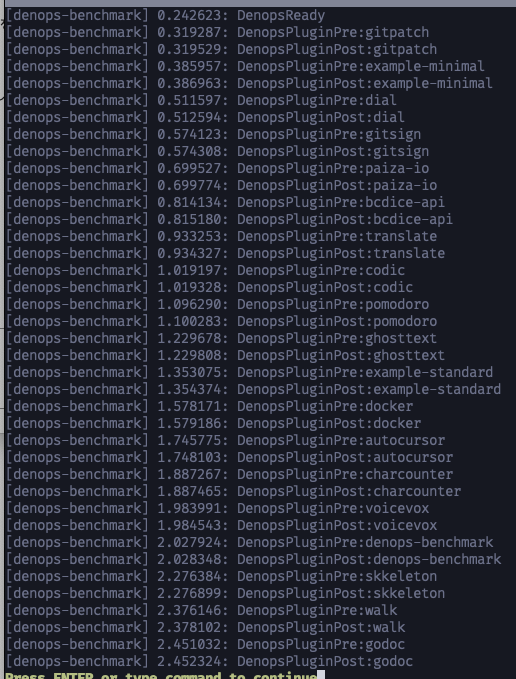 [denops-benchmark] 0.242623: DenopsReady
[denops-benchmark] 0.319287: DenopsPluginPre:gitpatch
[denops-benchmark] 0.319529: DenopsPluginPost:gitpatch
[denops-benchmark] 0.385957: DenopsPluginPre:example-minimal
[denops-benchmark] 0.386963: DenopsPluginPost:example-minimal
[denops-benchmark] 0.511597: DenopsPluginPre:dial
[denops-benchmark] 0.512594: DenopsPluginPost:dial
[denops-benchmark] 0.574123: DenopsPluginPre:gitsign
[denops-benchmark] 0.574308: DenopsPluginPost:gitsign
[denops-benchmark] 0.699527: DenopsPluginPre:paiza-io
[denops-benchmark] 0.699774: DenopsPluginPost:paiza-io
[denops-benchmark] 0.814134: DenopsPluginPre:bcdice-api
[denops-benchmark] 0.815180: DenopsPluginPost:bcdice-api
[denops-benchmark] 0.933253: DenopsPluginPre:translate
[denops-benchmark] 0.934327: DenopsPluginPost:translate
[denops-benchmark] 1.019197: DenopsPluginPre:codic
[denops-benchmark] 1.019328: DenopsPluginPost:codic
[denops-benchmark] 1.096290: DenopsPluginPre:pomodoro
[denops-benchmark] 1.100283: DenopsPluginPost:pomodoro
[denops-benchmark] 1.229678: DenopsPluginPre:ghosttext
[denops-benchmark] 1.229808: DenopsPluginPost:ghosttext
[denops-benchmark] 1.353075: DenopsPluginPre:example-standard
[denops-benchmark] 1.354374: DenopsPluginPost:example-standard
[denops-benchmark] 1.578171: DenopsPluginPre:docker
[denops-benchmark] 1.579186: DenopsPluginPost:docker
[denops-benchmark] 1.745775: DenopsPluginPre:autocursor
[denops-benchmark] 1.748103: DenopsPluginPost:autocursor
[denops-benchmark] 1.887267: DenopsPluginPre:charcounter
[denops-benchmark] 1.887465: DenopsPluginPost:charcounter
[denops-benchmark] 1.983991: DenopsPluginPre:voicevox
[denops-benchmark] 1.984543: DenopsPluginPost:voicevox
[denops-benchmark] 2.027924: DenopsPluginPre:denops-benchmark
[denops-benchmark] 2.028348: DenopsPluginPost:denops-benchmark
[denops-benchmark] 2.276384: DenopsPluginPre:skkeleton
[denops-benchmark] 2.276899: DenopsPluginPost:skkeleton
[denops-benchmark] 2.376146: DenopsPluginPre:walk
[denops-benchmark] 2.378102: DenopsPluginPost:walk
[denops-benchmark] 2.451032: DenopsPluginPre:godoc
[denops-benchmark] 2.452324: DenopsPluginPost:godoc
Press ENTER or type command to continue